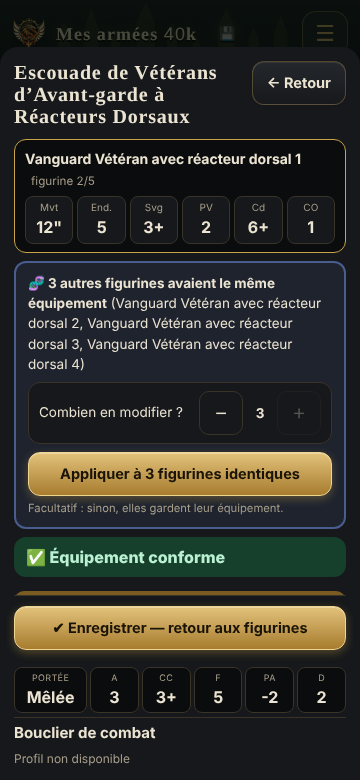 Mes armées 40k
Escouade de Vétérans
d’Avant-garde à
Réacteurs Dorsaux
← Retour
Vanguard Vétéran avec réacteur dorsal 1
figurine 2/5
Mvt End. Svg PV Cd CO
12" 5 3+ 2 6+ 1
3 autres figurines avaient le même
équipement (Vanguard Vétéran avec réacteur
dorsal 2, Vanguard Vétéran avec réacteur
dorsal 3, Vanguard Vétéran avec réacteur
dorsal 4)
Combien en modifier ? − 3 +
Appliquer à 3 figurines identiques
Facultatif : sinon, elles gardent leur équipement.
✅ Équipement conforme
✔ Enregistrer — retour aux figurines
PORTÉE A CC F PA D
Mêlée 3 3+ 5 -2 2
Bouclier de combat
Profil non disponible